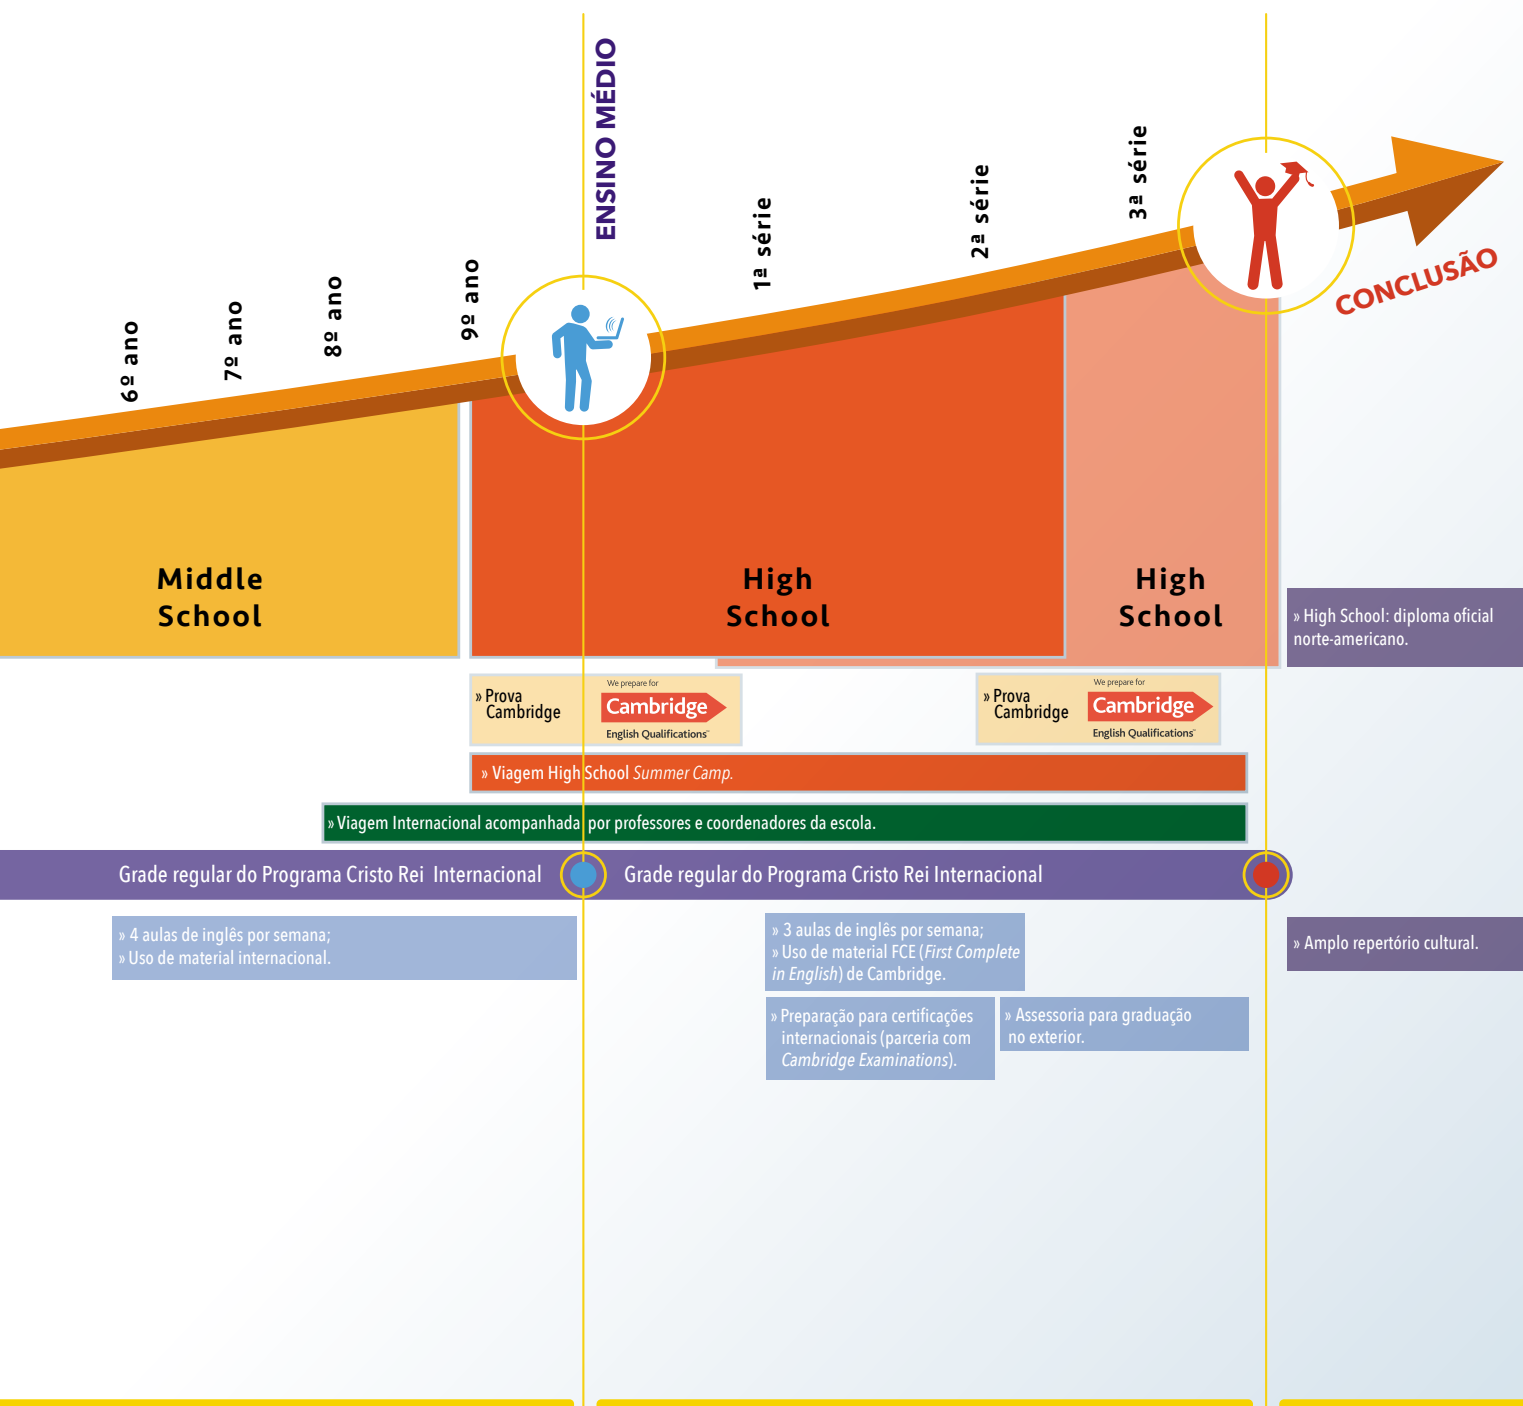 ENSINO MÉDIO
6º ano
7º ano
8º ano
9º ano
1ª série
2ª série
3ª série
CONCLUSÃO
Middle
School
High
School
High
School
» High School: diploma oficial
norte-americano.
» Prova
Cambridge
We prepare for
Cambridge
English Qualifications™
» Prova
Cambridge
We prepare for
Cambridge
English Qualifications™
» Viagem High School Summer Camp.
» Viagem Internacional acompanhada por professores e coordenadores da escola.
Grade regular do Programa Cristo Rei Internacional
Grade regular do Programa Cristo Rei Internacional
» 4 aulas de inglês por semana;
» Uso de material internacional.
» 3 aulas de inglês por semana;
» Uso de material FCE (First Complete
in English) de Cambridge.
» Amplo repertório cultural.
» Preparação para certificações
internacionais (parceria com
Cambridge Examinations).
» Assessoria para graduação
no exterior.